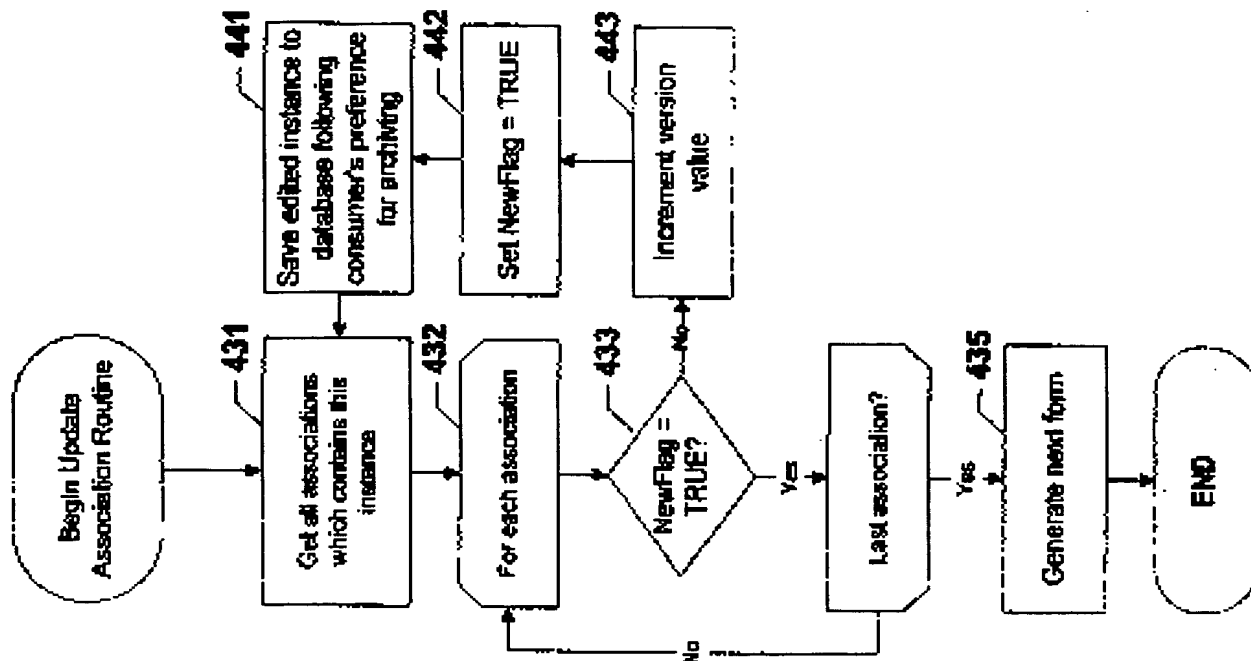 Begin Update
Association Routine
431
Get all associations
which contains this
instance
432
For each association
433
NewFlag =
TRUE?
No
Yes
443
Increment version
value
442
Set NewFlag = TRUE
441
Save edited instance to
database following
consumer's preference
for archiving
Last association?
No
Yes
435
Generate next form
END